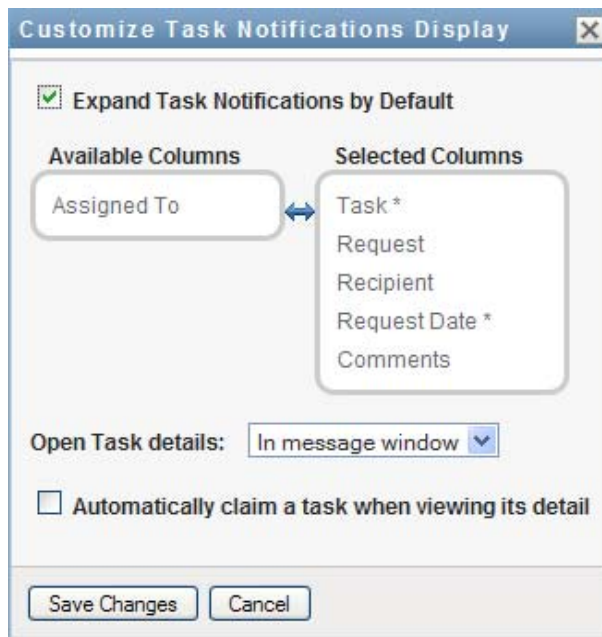 Customize Task Notifications Display
Expand Task Notifications by Default
Available Columns Selected Columns
Assigned To
Task *
Request
Recipient
Request Date *
Comments
Open Task details: In message window
Automatically claim a task when viewing its detail
Save Changes Cancel